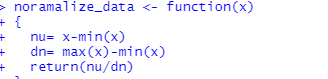 > noramalize_data <- function(x)
+ {
+   nu= x-min(x)
+   dn= max(x)-min(x)
+   return(nu/dn)